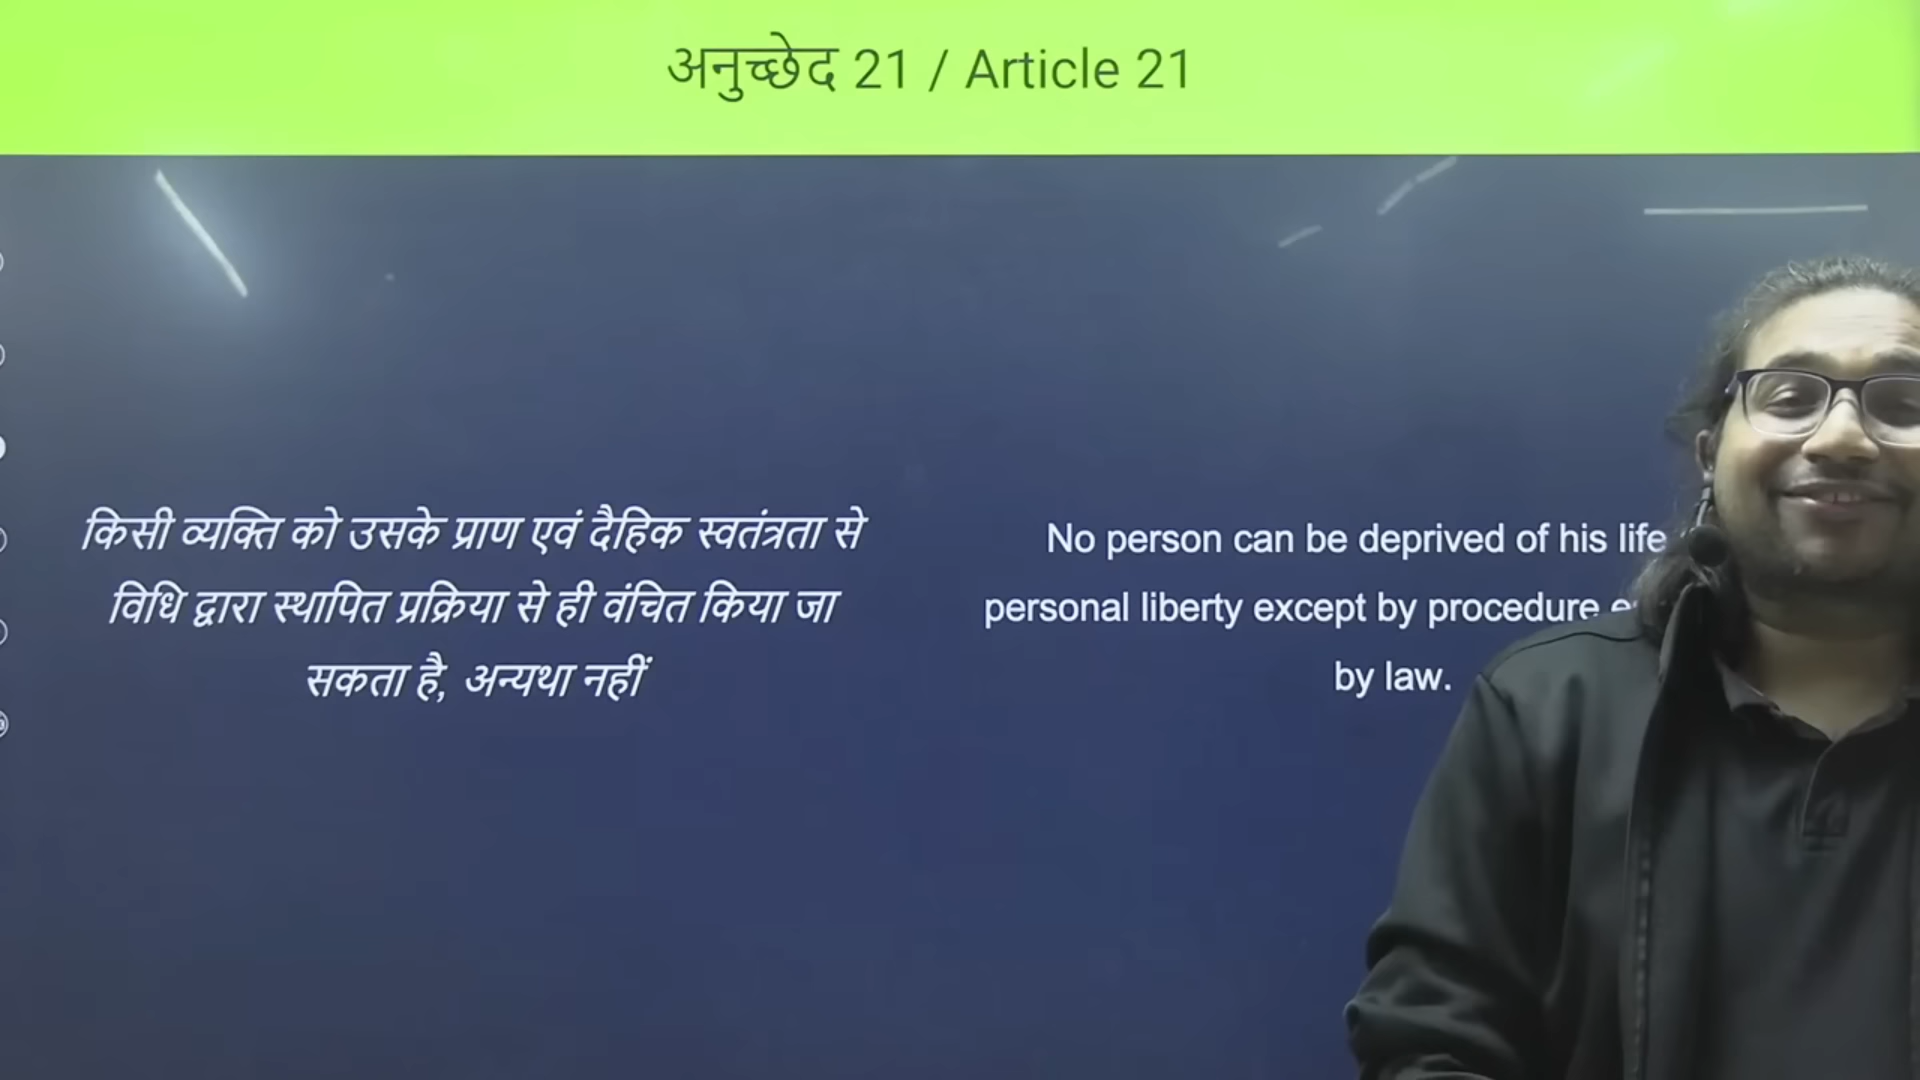 अनुच्छेद 21 / Article 21
किसी व्यक्ति को उसके प्राण एवं दैहिक स्वतंत्रता से
विधि द्वारा स्थापित प्रक्रिया से ही वंचित किया जा
सकता है, अन्यथा नहीं
No person can be deprived of his life
personal liberty except by procedure
by law.